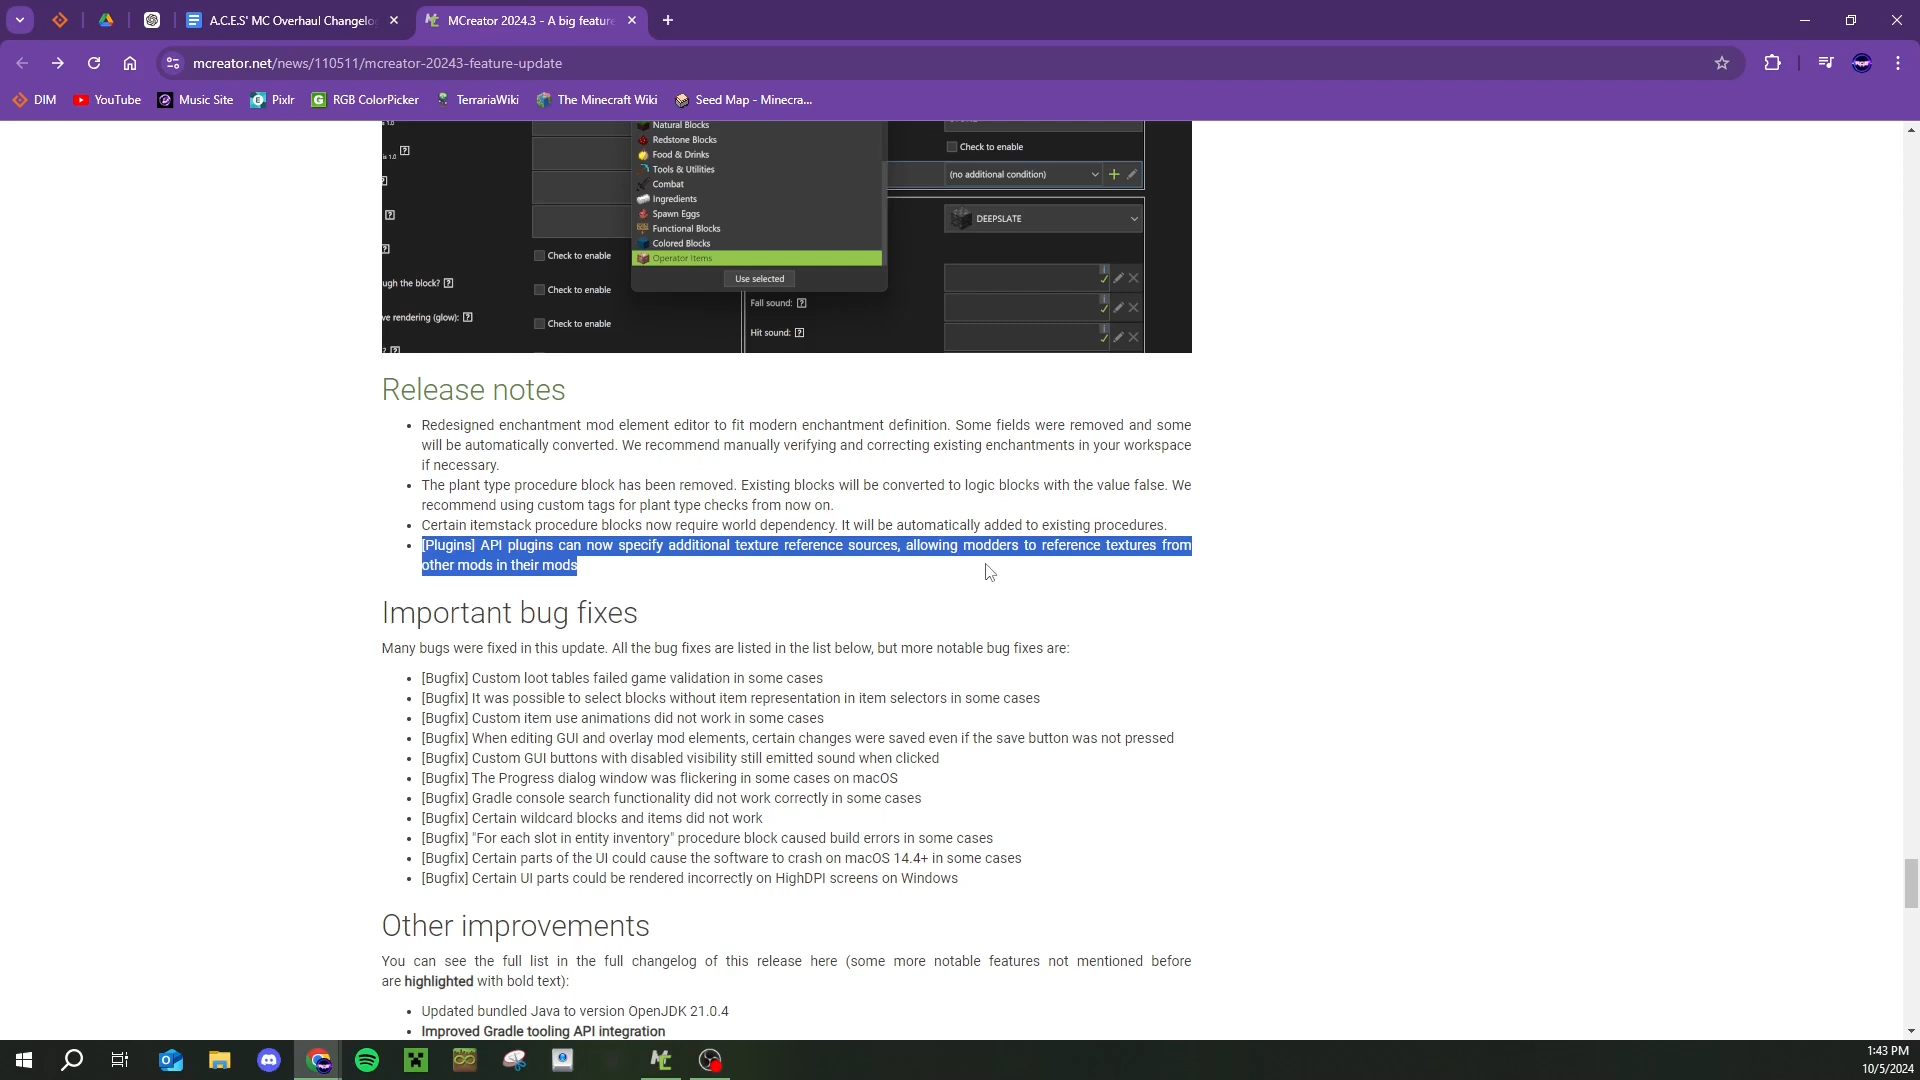 A.C.E.S' MC Overhaul Changelo
MCreator 2024.3 - A big feature
mcreator.net/news/110511/mcreator-20243-feature-update
DIM
YouTube
Music Site
Pixlr
RGB ColorPicker
TerrariaWiki
The Minecraft Wiki
Seed Map - Minecra...
Natural Blocks
Redstone Blocks
Food & Drinks
Tools & Utilities
Combat
Ingredients
Spawn Eggs
Functional Blocks
Colored Blocks
Operator Items
Use selected
is 1.0
Check to enable
(no additional condition)
DEEPSLATE
Check to enable
ugh the block?
Check to enable
Fall sound:
ve rendering (glow):
Check to enable
Hit sound:
Release notes
• Redesigned enchantment mod element editor to fit modern enchantment definition. Some fields were removed and some
will be automatically converted. We recommend manually verifying and correcting existing enchantments in your workspace
if necessary.
• The plant type procedure block has been removed. Existing blocks will be converted to logic blocks with the value false. We
recommend using custom tags for plant type checks from now on.
• Certain itemstack procedure blocks now require world dependency. It will be automatically added to existing procedures.
• [Plugins] API plugins can now specify additional texture reference sources, allowing modders to reference textures from
other mods in their mods
Important bug fixes
Many bugs were fixed in this update. All the bug fixes are listed in the list below, but more notable bug fixes are:
• [Bugfix] Custom loot tables failed game validation in some cases
• [Bugfix] It was possible to select blocks without item representation in item selectors in some cases
• [Bugfix] Custom item use animations did not work in some cases
• [Bugfix] When editing GUI and overlay mod elements, certain changes were saved even if the save button was not pressed
• [Bugfix] Custom GUI buttons with disabled visibility still emitted sound when clicked
• [Bugfix] The Progress dialog window was flickering in some cases on macOS
• [Bugfix] Gradle console search functionality did not work correctly in some cases
• [Bugfix] Certain wildcard blocks and items did not work
• [Bugfix] "For each slot in entity inventory" procedure block caused build errors in some cases
• [Bugfix] Certain parts of the UI could cause the software to crash on macOS 14.4+ in some cases
• [Bugfix] Certain UI parts could be rendered incorrectly on HighDPI screens on Windows
Other improvements
You can see the full list in the full changelog of this release here (some more notable features not mentioned before
are highlighted with bold text):
• Updated bundled Java to version OpenJDK 21.0.4
• Improved Gradle tooling API integration
1:43 PM
10/5/2024